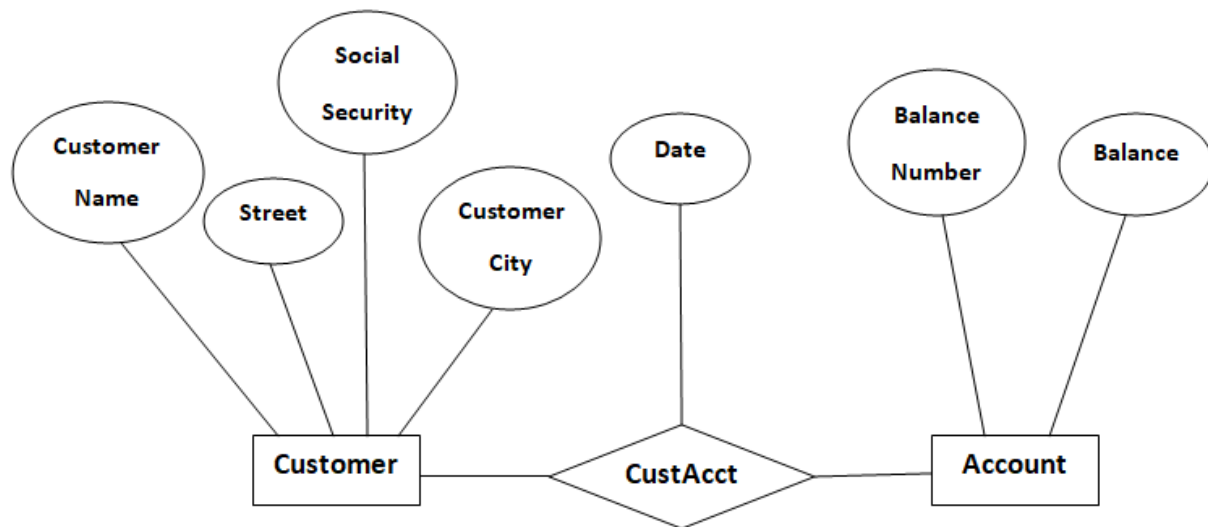 Social
Security
Customer
Name
Street
Customer
City
Date
Balance
Number
Balance
Customer
CustAcct
Account